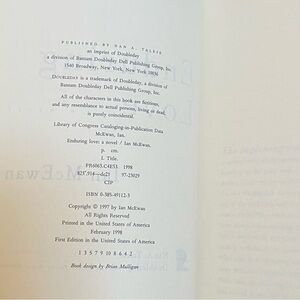 PUBLISHED BY NAN A. TALESE
an imprint of Doubleday
a division of Bantam Doubleday Dell Publishing Group, Inc.
1540 Broadway, New York, New York 10036
DOUBLEDAY is a trademark of Doubleday, a division of
Bantam Doubleday Dell Publishing Group, Inc.
All of the characters in this book are fictitious,
and any resemblance to actual persons, living or dead,
is purely coincidental.
Library of Congress Cataloging-in-Publication Data
McEwan, Ian.
Enduring love: a novel / Ian McEwan.
p. cm.
I. Title.
PR6063.C4E53 1998
823'.914—dc21 97-23029
CIP
ISBN 0-385-49112-3
Copyright © 1997 by Ian McEwan
All Rights Reserved
Printed in the United States of America
February 1998
First Edition in the United States of America
1 3 5 7 9 10 8 6 4 2
Book design by Brian Mulligan